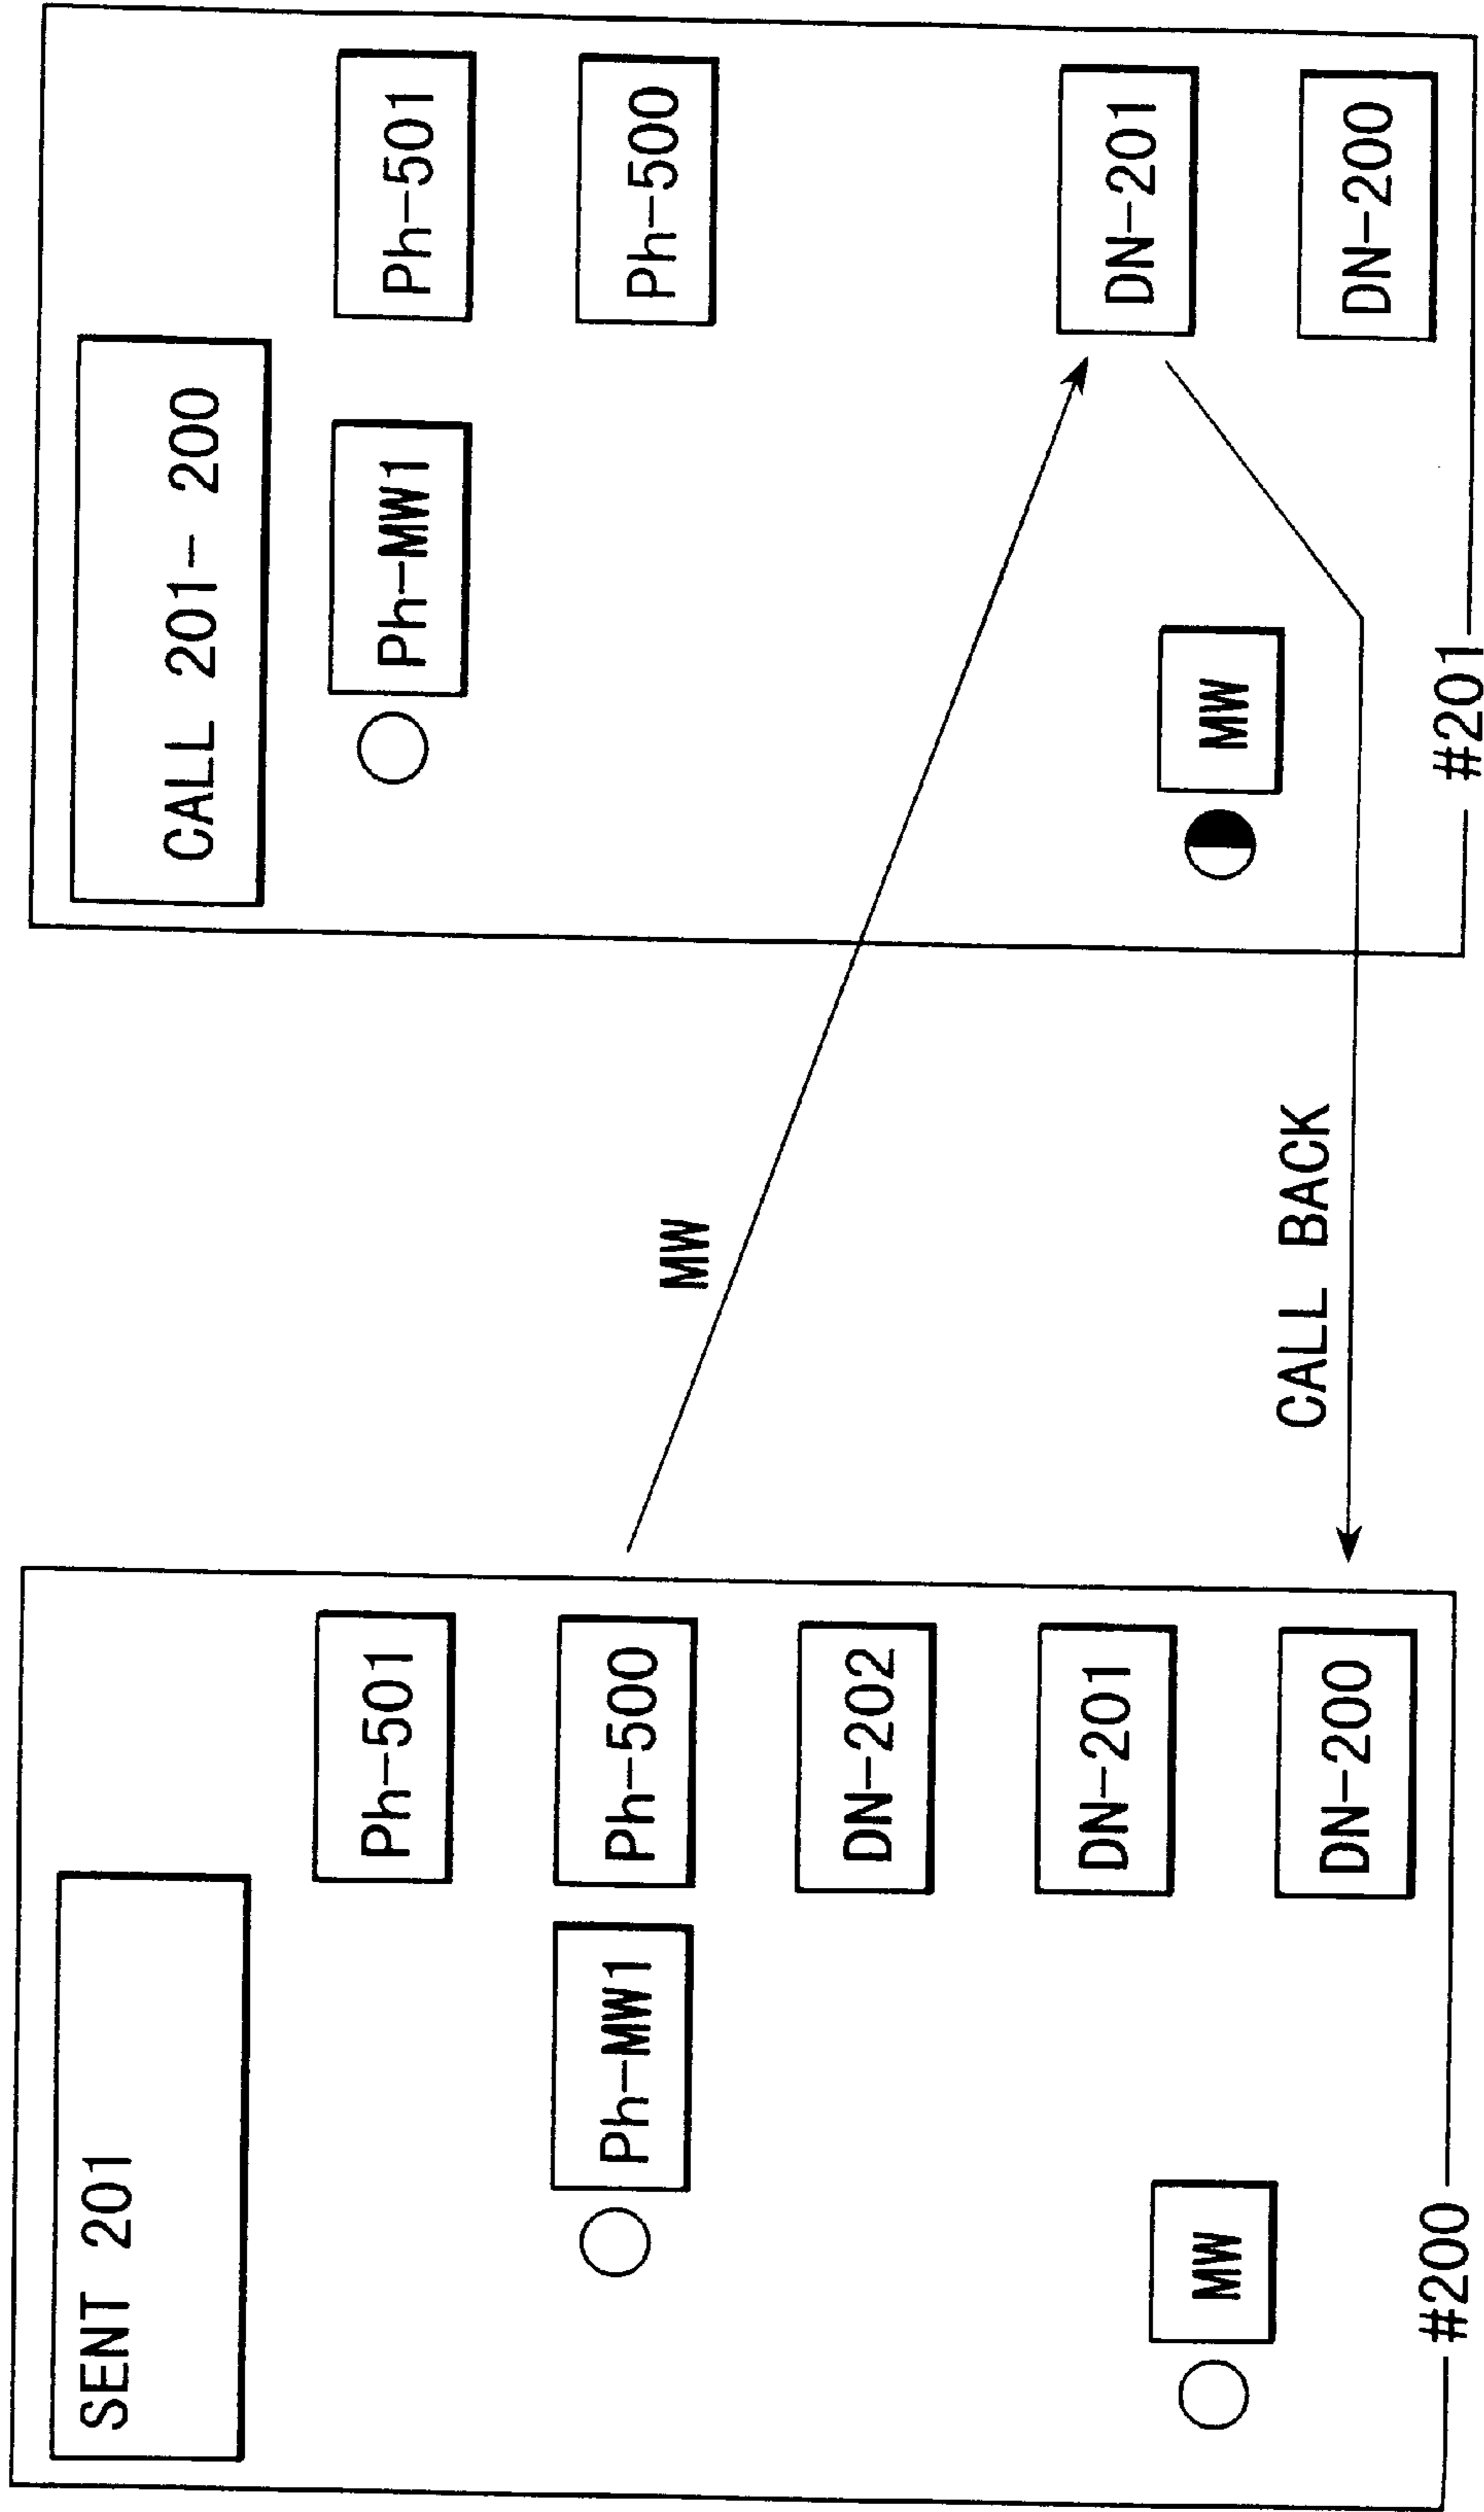 SENT 201
Ph-501
Ph-MW1
Ph-500
DN-202
DN-201
MW
DN-200
#200
MW
CALL BACK
CALL 201- 200
Ph-MW1
Ph-501
Ph-500
DN-201
MW
DN-200
#201